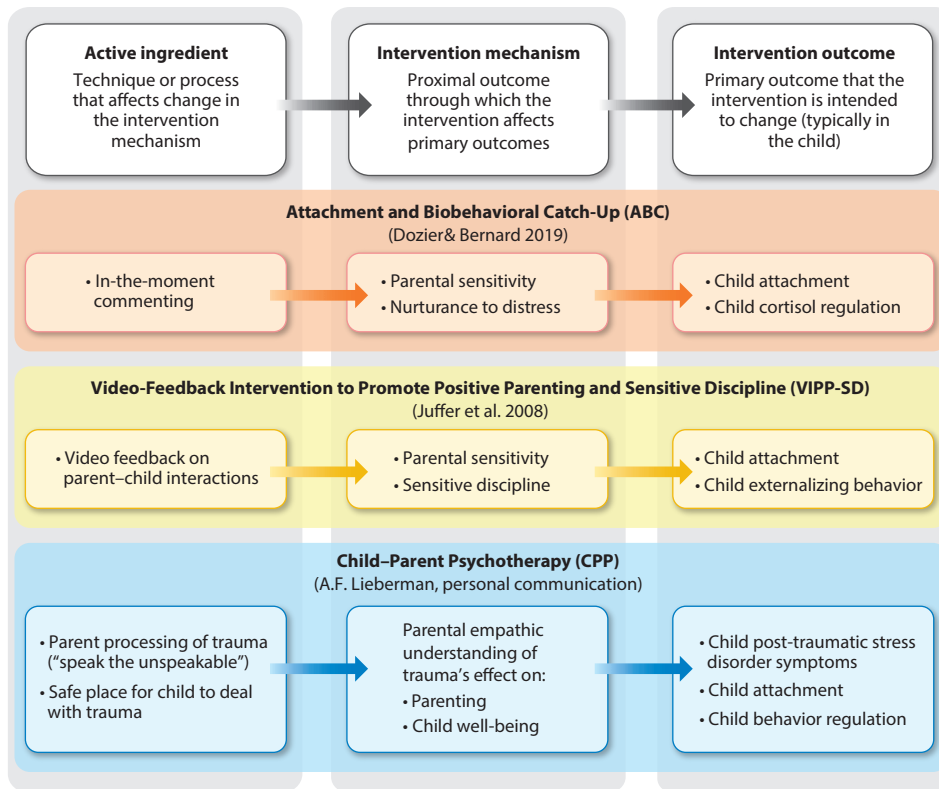 Active ingredient
Technique or process
that affects change in
the intervention
mechanism
Intervention mechanism
Proximal outcome
through which the
intervention affects
primary outcomes
Intervention outcome
Primary outcome that the
intervention is intended
to change (typically in
the child)
Attachment and Biobehavioral Catch-Up (ABC)
(Dozier& Bernard 2019)
• In-the-moment
commenting
• Parental sensitivity
• Nurturance to distress
• Child attachment
• Child cortisol regulation
Video-Feedback Intervention to Promote Positive Parenting and Sensitive Discipline (VIPP-SD)
(Juffer et al. 2008)
• Video feedback on
parent–child interactions
• Parental sensitivity
• Sensitive discipline
• Child attachment
• Child externalizing behavior
Child–Parent Psychotherapy (CPP)
(A.F. Lieberman, personal communication)
• Parent processing of trauma
(“speak the unspeakable”)
• Safe place for child to deal
with trauma
Parental empathic
understanding of
trauma’s effect on:
• Parenting
• Child well-being
• Child post-traumatic stress
disorder symptoms
• Child attachment
• Child behavior regulation